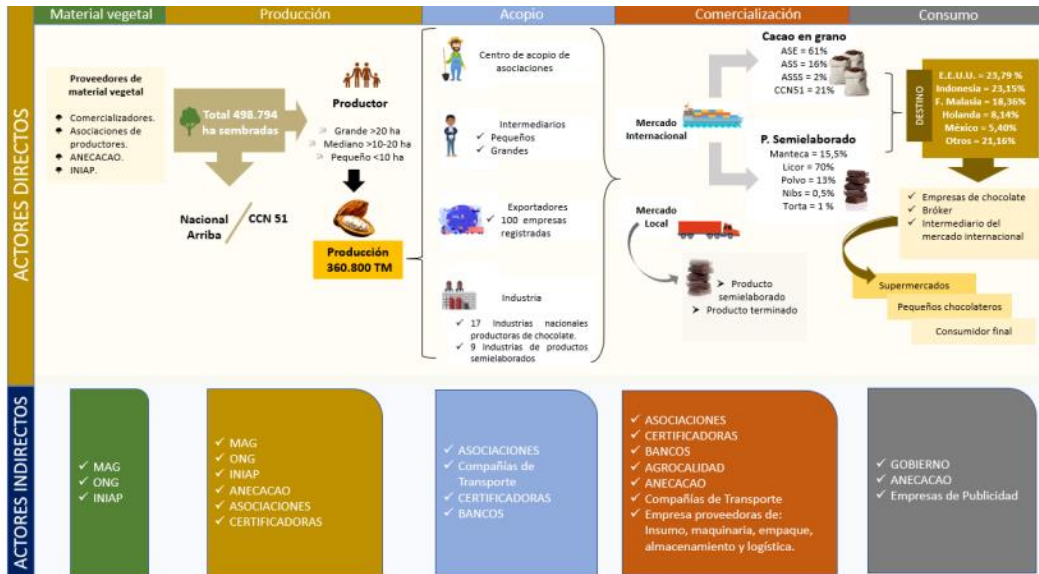 Material vegetal
Producción
Acopio
Comercialización
Consumo
ACTORES DIRECTOS
Proveedores de
material vegetal
Comercializadores.
Asociaciones de
productores.
ANECACAO.
INIAP.
Total 498.794
ha sembradas
Nacional
Arriba
CCN 51
Productor
Grande >20 ha
Mediano >10-20 ha
Pequeño <10 ha
Producción
360.800 TM
Centro de acopio de
asociaciones
Intermediarios
✓ Pequeños
✓ Grandes
Exportadores
✓ 100 empresas
registradas
Industria
✓ 17 Industrias nacionales
productoras de chocolate.
✓ 9 Industrias de productos
semielaborados
Mercado
Internacional
Cacao en grano
ASE = 61%
ASS = 16%
ASSS = 2%
CCN51 = 21%
P. Semielaborado
Manteca = 15,5%
Licor = 70%
Polvo = 13%
Nibs = 0,5%
Torta = 1 %
Mercado
Local
➤ Producto
semielaborado
➤ Producto terminado
DESTINO
E.E.U.U. = 23,79 %
Indonesia = 23,15%
F. Malasia = 18,36%
Holanda = 8,14%
México = 5,40%
Otros = 21,16%
✓ Empresas de chocolate
✓ Bróker
✓ Intermediario del
mercado internacional
Supermercados
Pequeños chocolateros
Consumidor final
ACTORES INDIRECTOS
✓ MAG
✓ ONG
✓ INIAP
✓ MAG
✓ ONG
✓ INIAP
✓ ANECACAO
✓ ASOCIACIONES
✓ CERTIFICADORAS
✓ ASOCIACIONES
✓ Compañías de
Transporte
✓ CERTIFICADORAS
✓ BANCOS
✓ ASOCIACIONES
✓ CERTIFICADORAS
✓ BANCOS
✓ AGROCALIDAD
✓ ANECACAO
✓ Compañías de Transporte
✓ Empresa proveedoras de:
Insumo, maquinaria, empaque,
almacenamiento y logística.
✓ GOBIERNO
✓ ANECACAO
✓ Empresas de Publicidad